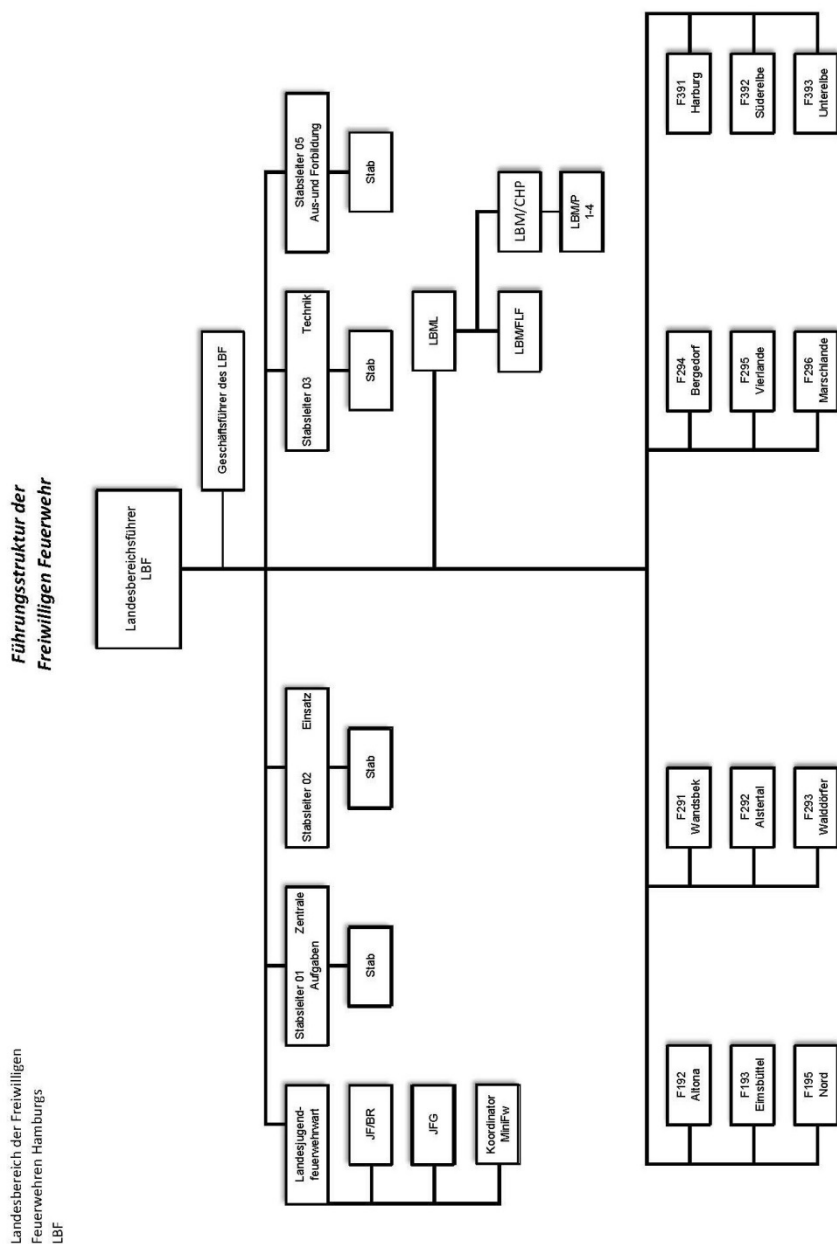 Landesbereich der Freiwilligen
Feuerwehren Hamburgs
LBF
Führungsstruktur der
Freiwilligen Feuerwehr
Landesbereichsführer
LBF
Geschäftsführer des LBF
Landesjugend-
feuerwehrwart
JF/BR
JFG
Koordinator
MiniFw
Stabsleiter 01 Zentrale
Aufgaben
Stab
Stabsleiter 02 Einsatz
Stab
Stabsleiter 03 Technik
Stab
Stabsleiter 05
Aus-und Forbildung
Stab
LBML
LBM/FLF
LBM/CHP
LBM/P
1-4
F192
Altona
F193
Eimsbüttel
F195
Nord
F291
Wandsbek
F292
Alstertal
F293
Walddörfer
F294
Bergedorf
F295
Vierlande
F296
Marschlande
F391
Harburg
F392
Süderelbe
F393
Unterelbe